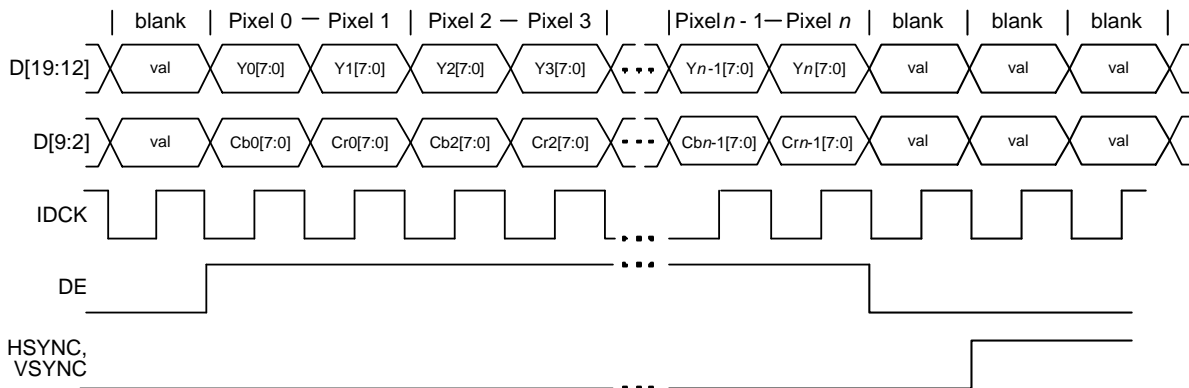 blank Pixel 0 — Pixel 1 Pixel 2 — Pixel 3 Pixel n - 1 — Pixel n blank blank blank
D[19:12] val Y0[7:0] Y1[7:0] Y2[7:0] Y3[7:0] Yn-1[7:0] Yn[7:0] val val val
D[9:2] val Cb0[7:0] Cr0[7:0] Cb2[7:0] Cr2[7:0] Cbn-1[7:0] Crn-1[7:0] val val val
IDCK
DE
HSYNC,
VSYNC